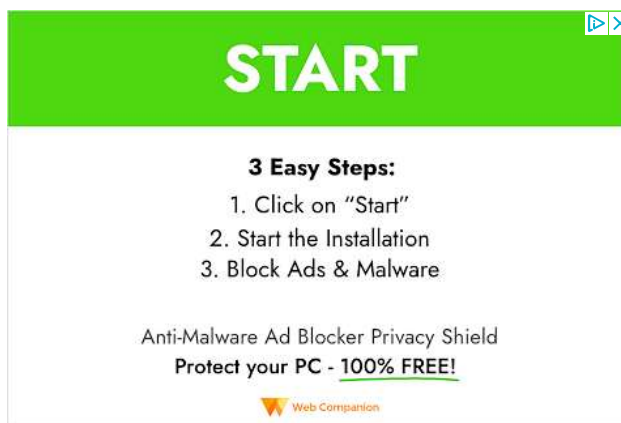 START
3 Easy Steps:
1. Click on “Start”
2. Start the Installation
3. Block Ads & Malware
Anti-Malware Ad Blocker Privacy Shield
Protect your PC - 100% FREE!
Web Companion